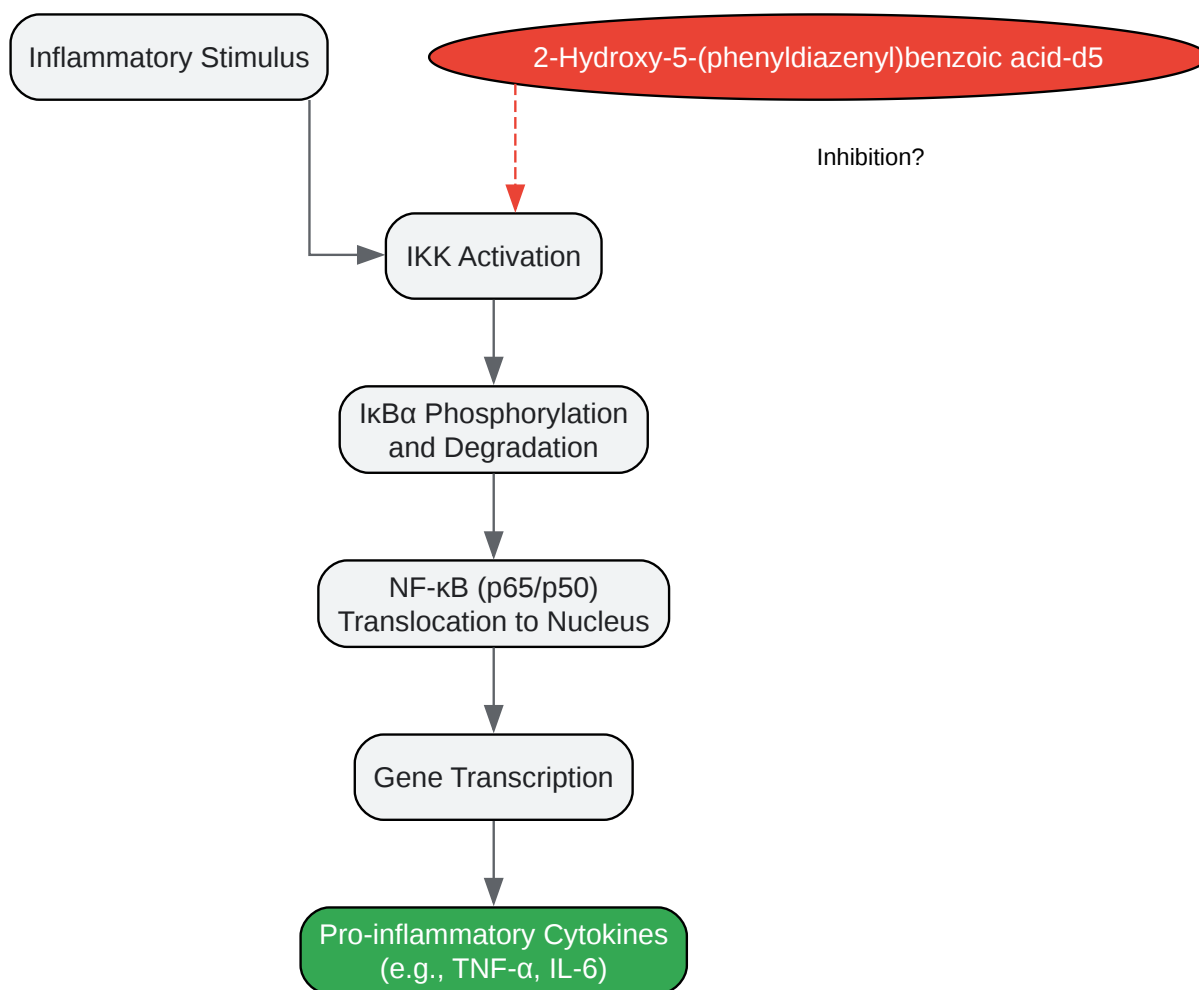 Inflammatory Stimulus
2-Hydroxy-5-(phenyldiazenyl)benzoic acid-d5
Inhibition?
IKK Activation
IκBα Phosphorylation
and Degradation
NF-κB (p65/p50)
Translocation to Nucleus
Gene Transcription
Pro-inflammatory Cytokines
(e.g., TNF-α, IL-6)